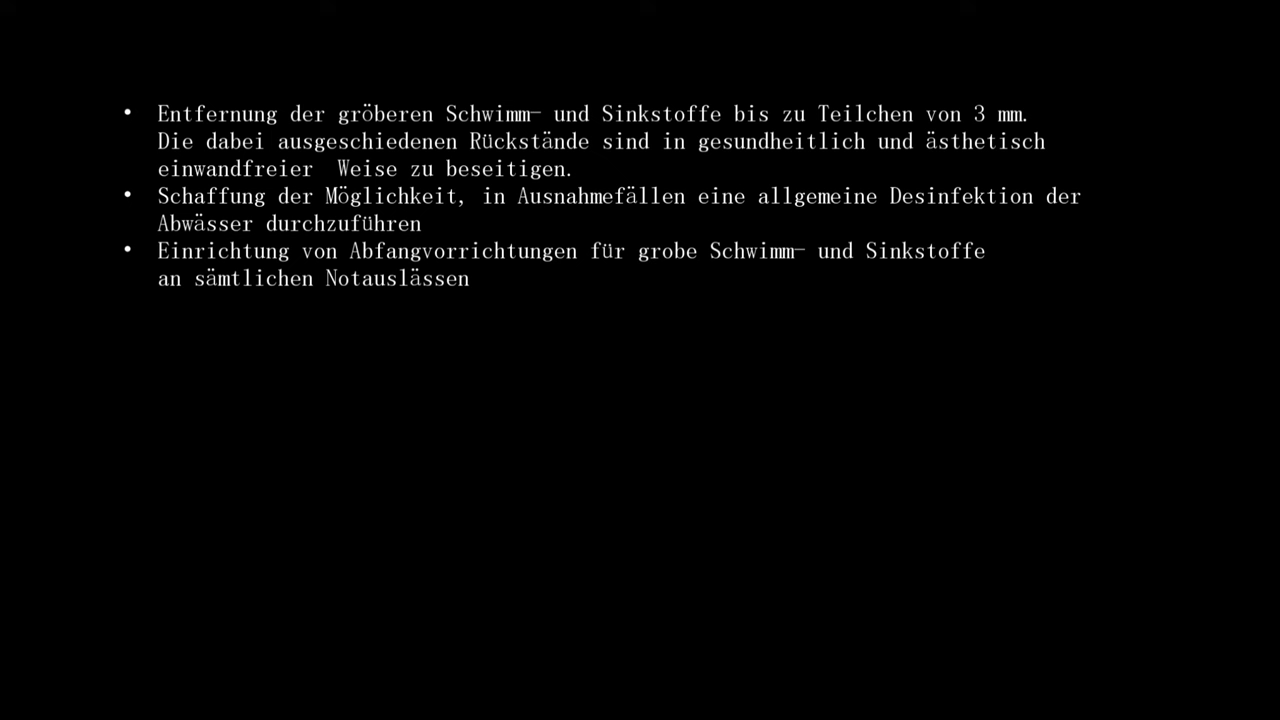 • Entfernung der gröberen Schwimm- und Sinkstoffe bis zu Teilchen von 3 mm.
Die dabei ausgeschiedenen Rückstände sind in gesundheitlich und ästhetisch
einwandfreier  Weise zu beseitigen.
• Schaffung der Möglichkeit, in Ausnahmefällen eine allgemeine Desinfektion der
Abwässer durchzuführen
• Einrichtung von Abfangvorrichtungen für grobe Schwimm- und Sinkstoffe
an sämtlichen Notauslässen